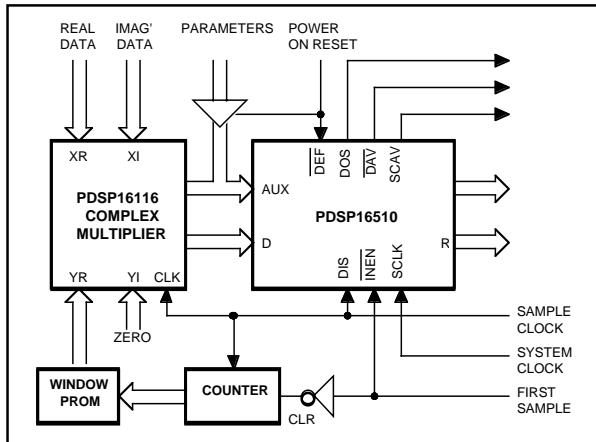 REAL DATA
IMAG' DATA
PARAMETERS
POWER ON RESET
XR
XI
PDSP16116
COMPLEX
MULTIPLIER
YR
YI
CLK
ZERO
AUX
D
DEF
DOS
DAV
SCAV
PDSP16510
R
DIS
INEN
SCLK
SAMPLE
CLOCK
SYSTEM
CLOCK
FIRST
SAMPLE
WINDOW
PROM
COUNTER
CLR